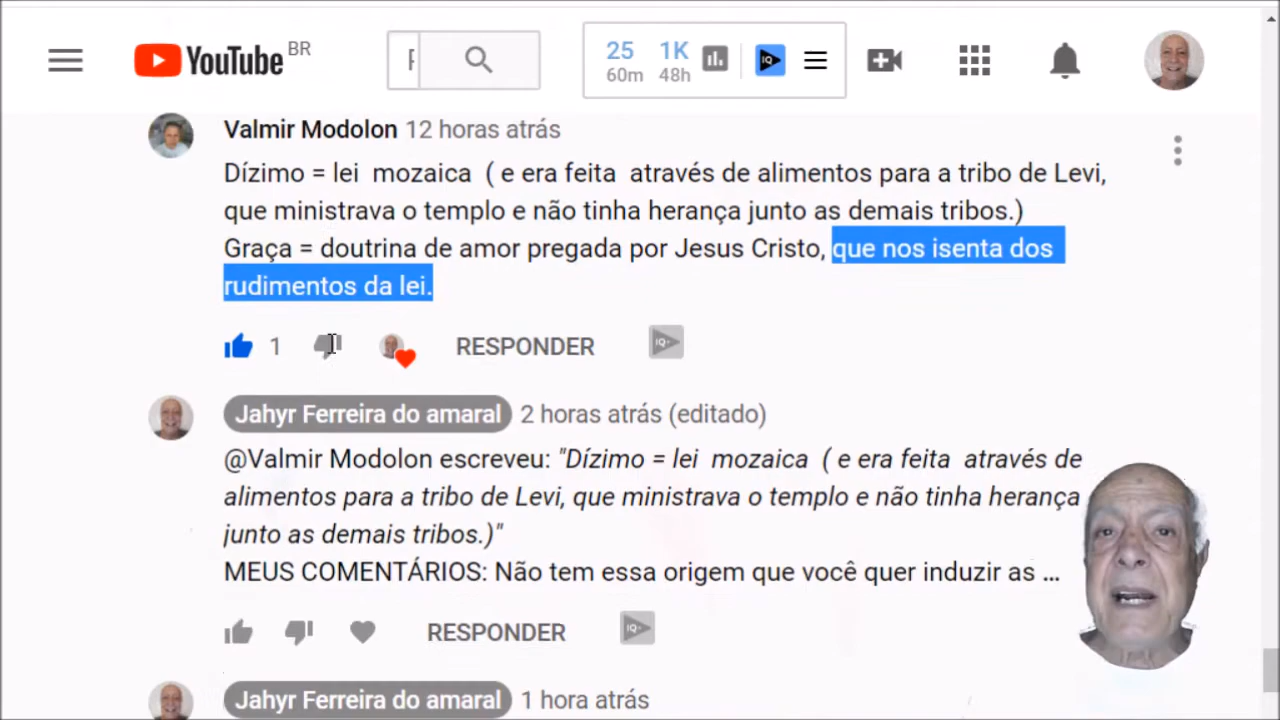 YouTube BR
25 1K
60m 48h
Valmir Modolon 12 horas atrás
Dízimo = lei mozaica ( e era feita através de alimentos para a tribo de Levi,
que ministrava o templo e não tinha herança junto as demais tribos.)
Graça = doutrina de amor pregada por Jesus Cristo, que nos isenta dos
rudimentos da lei.
1 RESPONDER IQ+
Jahyr Ferreira do amaral 2 horas atrás (editado)
@Valmir Modolon escreveu: "Dízimo = lei mozaica ( e era feita através de
alimentos para a tribo de Levi, que ministrava o templo e não tinha herança
junto as demais tribos.)"
MEUS COMENTÁRIOS: Não tem essa origem que você quer induzir as ...
RESPONDER IQ+
Jahyr Ferreira do amaral 1 hora atrás